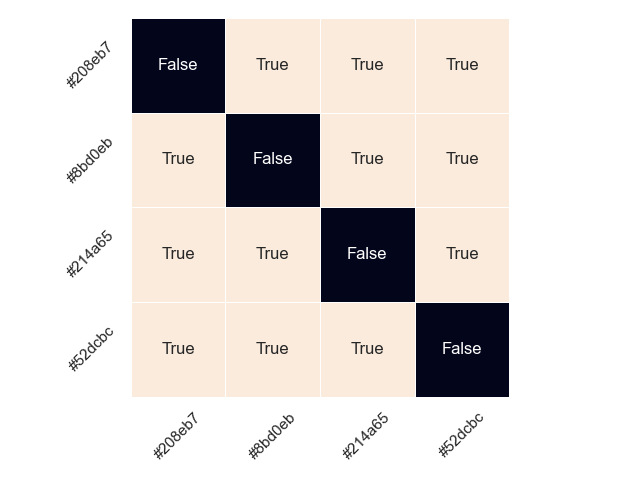 #208eb7 False True True True
#8bd0eb True False True True
#214a65 True True False True
#52dcbc True True True False
#208eb7 #8bd0eb #214a65 #52dcbc